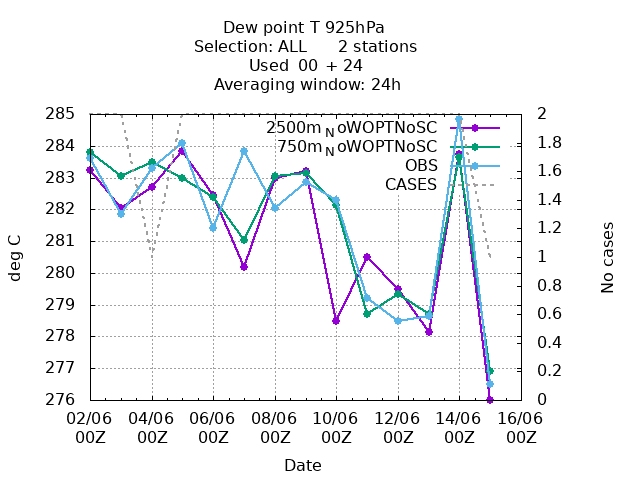 Dew point T 925hPa
Selection: ALL 2 stations
Used 00 + 24
Averaging window: 24h
285
284
283
282
281
280
279
278
277
276
deg C
2500m_NoWOPTNoSC
750m_NoWOPTNoSC
OBS
CASES
2
1.8
1.6
1.4
1.2
1
0.8
0.6
0.4
0.2
0
No cases
02/06 04/06 06/06 08/06 10/06 12/06 14/06 16/06
00Z 00Z 00Z 00Z 00Z 00Z 00Z 00Z
Date